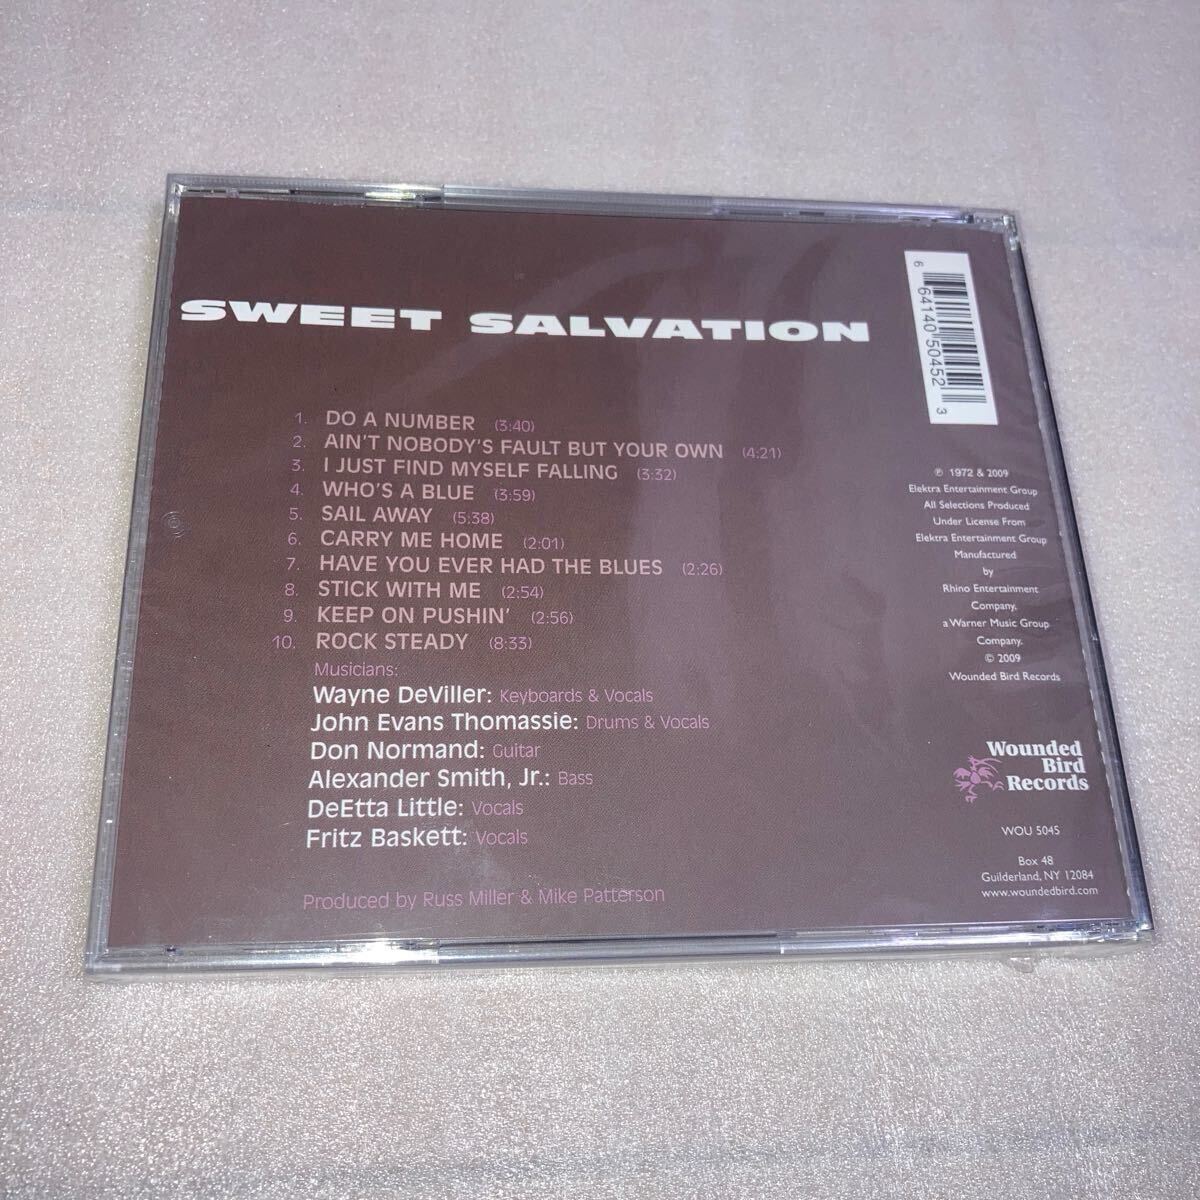 SWEET SALVATION
1. DO A NUMBER (3:40)
2. AIN'T NOBODY'S FAULT BUT YOUR OWN (4:21)
3. I JUST FIND MYSELF FALLING (3:32)
4. WHO'S A BLUE (3:59)
5. SAIL AWAY (5:38)
6. CARRY ME HOME (2:01)
7. HAVE YOU EVER HAD THE BLUES (2:26)
8. STICK WITH ME (2:54)
9. KEEP ON PUSHIN' (2:56)
10. ROCK STEADY (8:33)
Musicians:
Wayne DeViller: Keyboards & Vocals
John Evans Thomassie: Drums & Vocals
Don Normand: Guitar
Alexander Smith, Jr.: Bass
DeEtta Little: Vocals
Fritz Baskett: Vocals
Produced by Russ Miller & Mike Patterson
6 64140 50452 3
℗ 1972 & 2009
Elektra Entertainment Group
All Selections Produced
Under License From
Elektra Entertainment Group
Manufactured
by
Rhino Entertainment
Company,
a Warner Music Group
Company.
© 2009
Wounded Bird Records
Wounded
Bird
Records
WOU 5045
Box 48
Guilderland, NY 12084
www.woundedbird.com